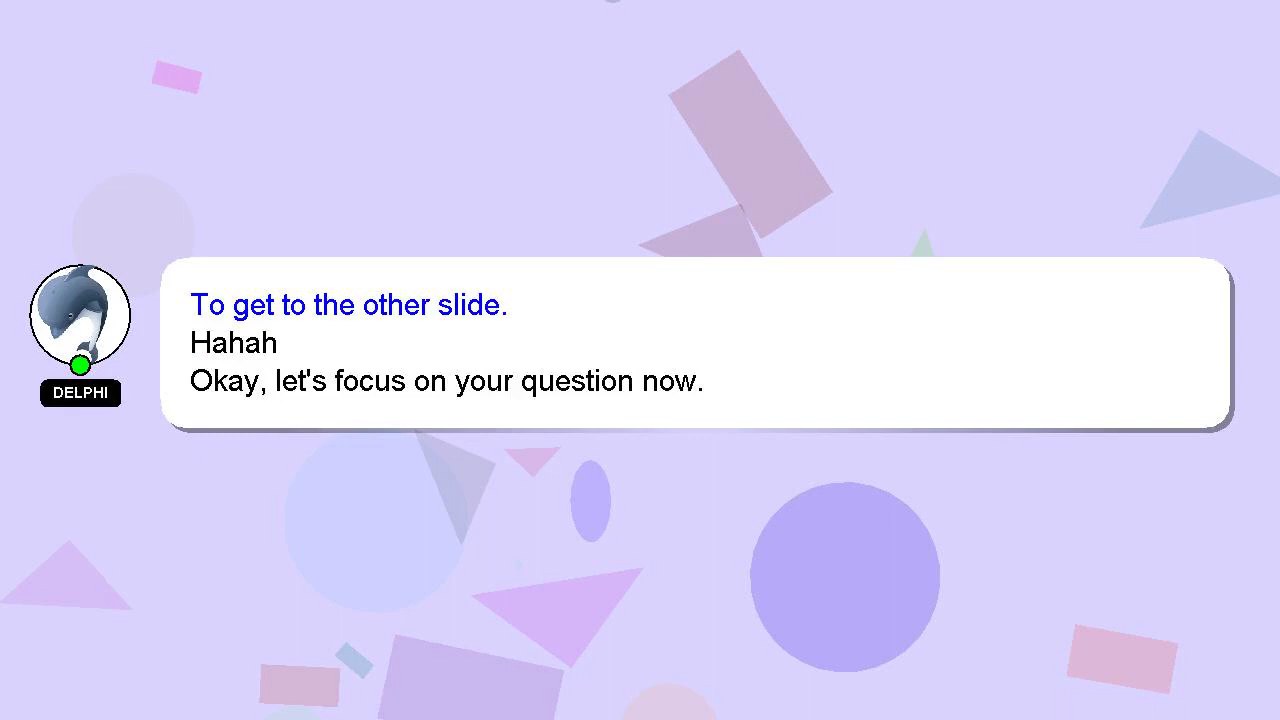 To get to the other slide.
Hahah
Okay, let's focus on your question now.
DELPHI